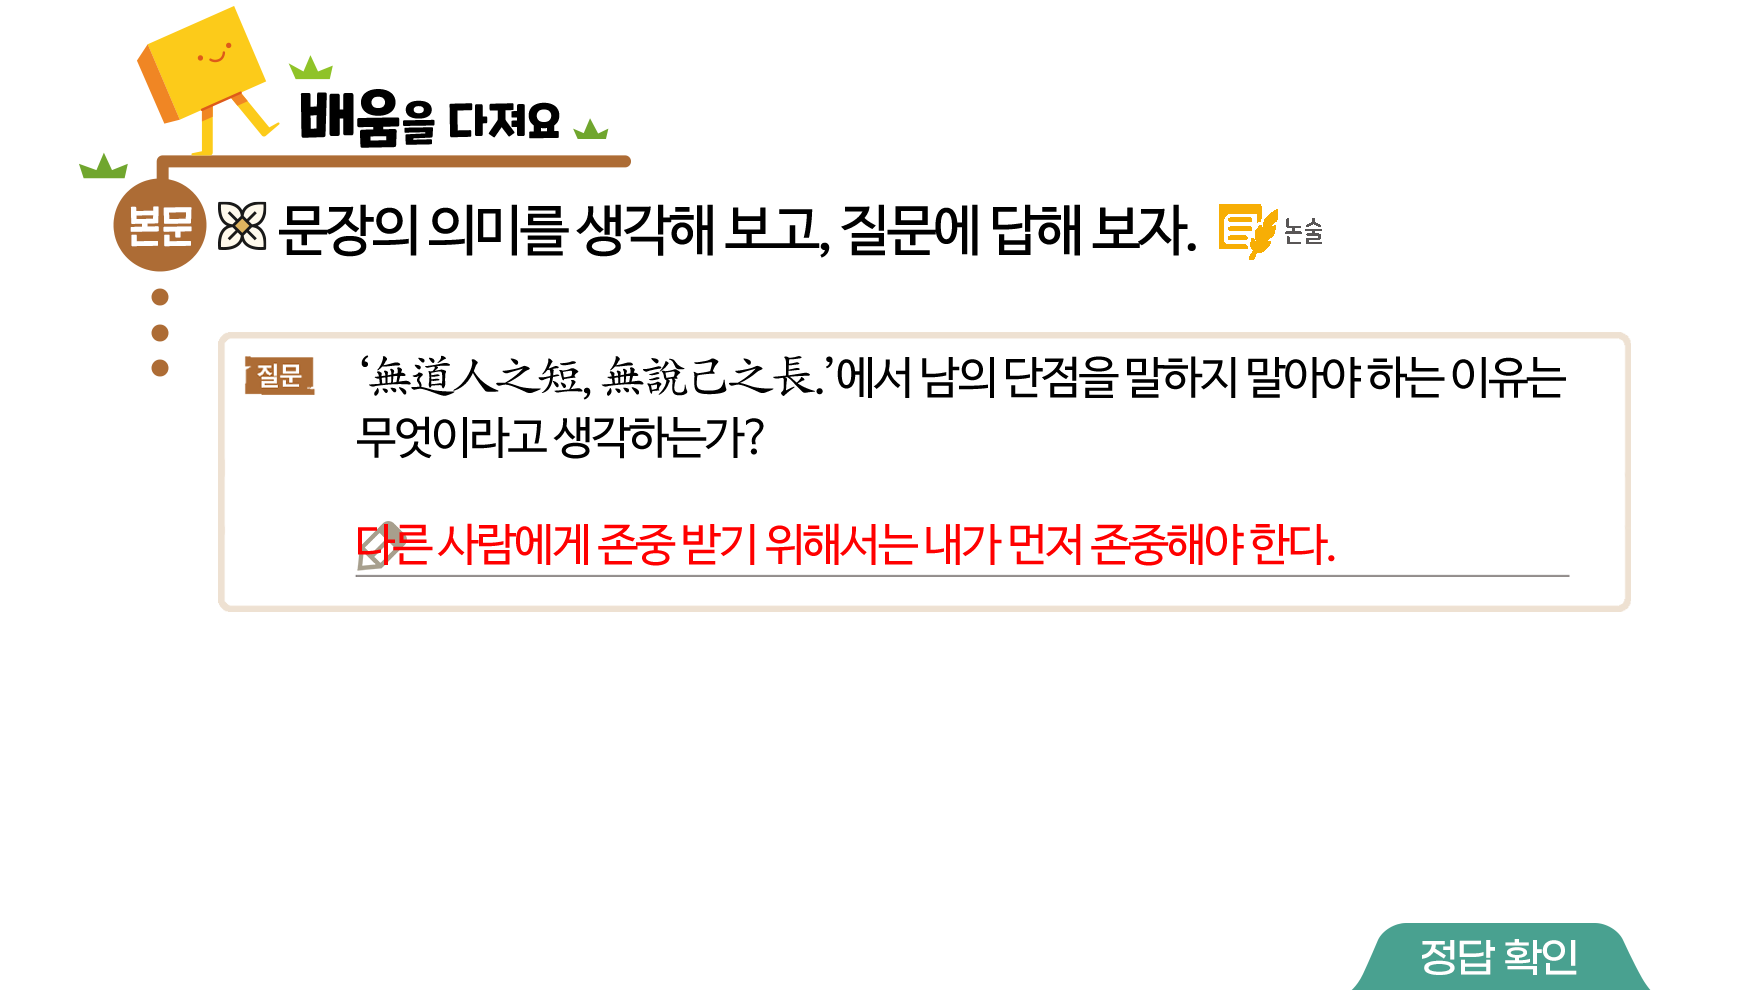 배움을 다져요
본문
문장의 의미를 생각해 보고, 질문에 답해 보자.
논술
질문
‘無道人之短, 無說己之長.’에서 남의 단점을 말하지 말아야 하는 이유는
무엇이라고 생각하는가?
다른 사람에게 존중 받기 위해서는 내가 먼저 존중해야 한다.
정답 확인